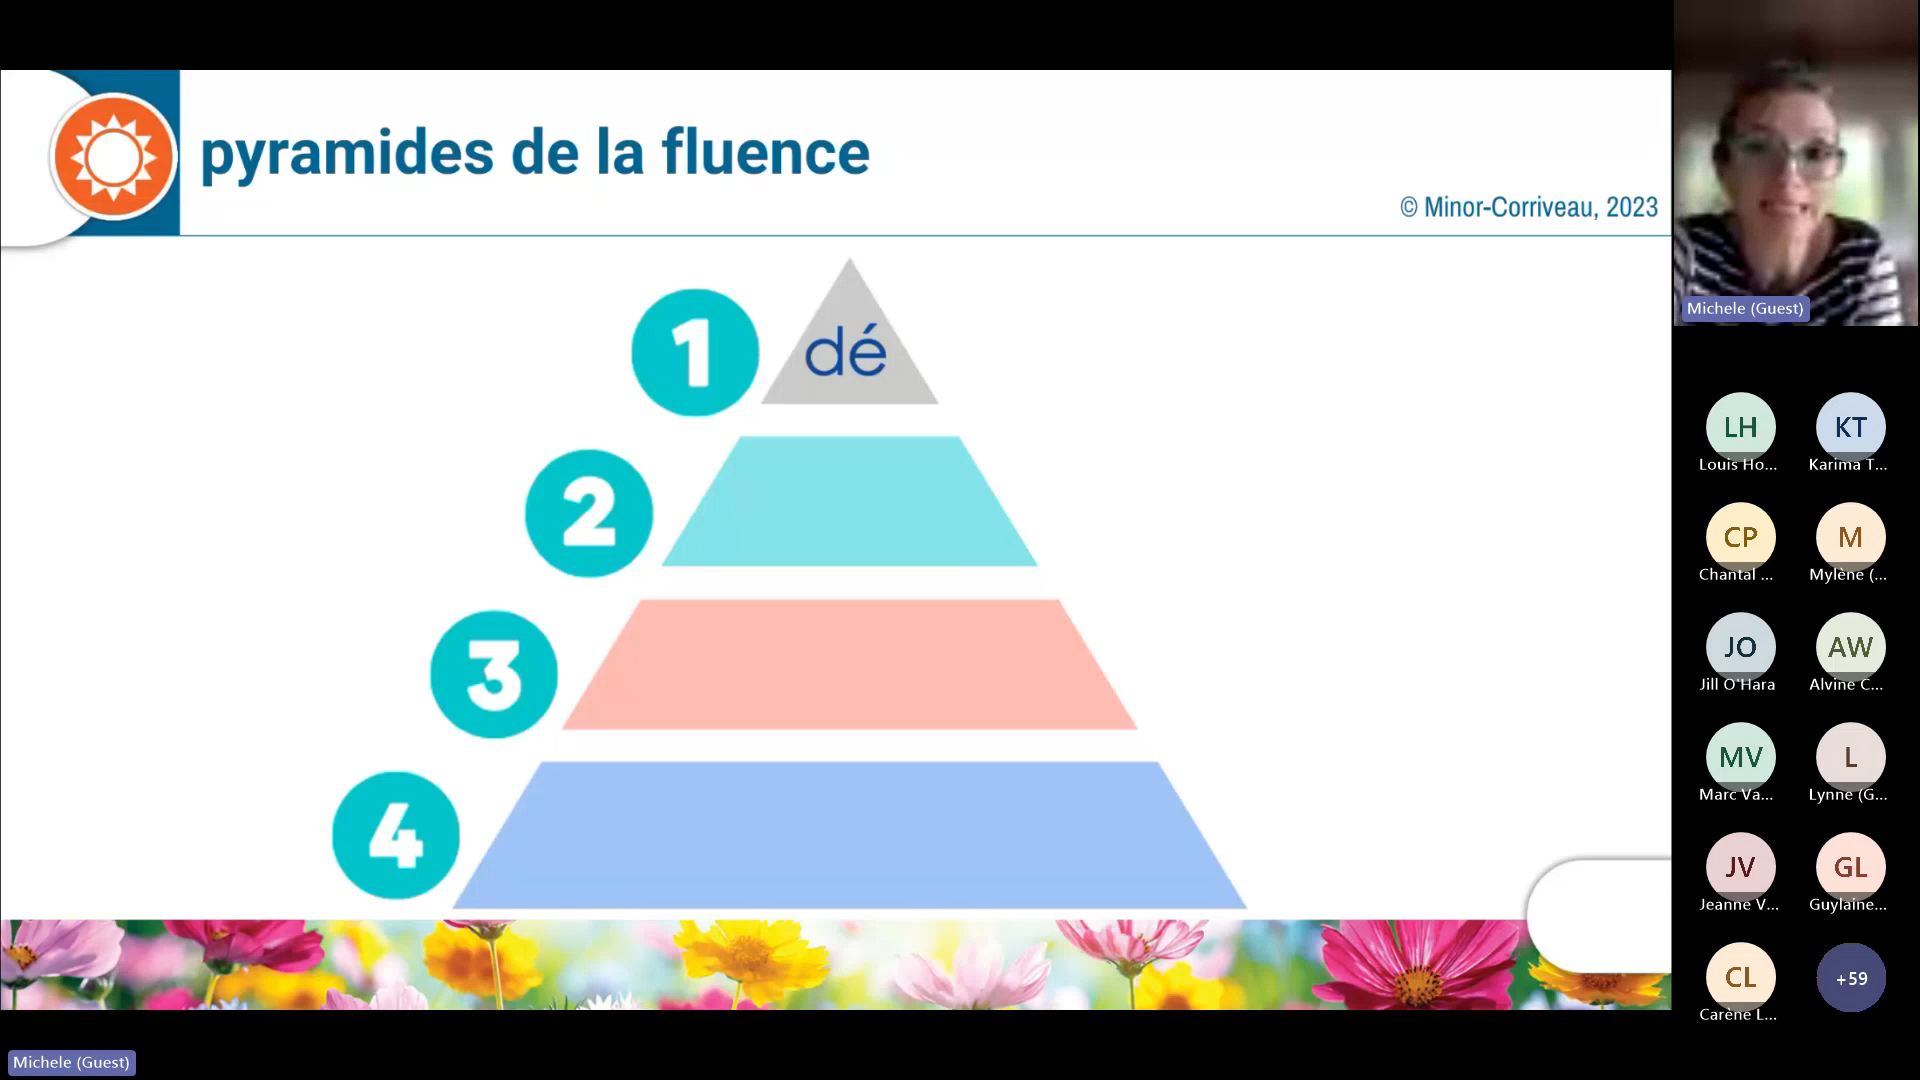 pyramides de la fluence
© Minor-Corriveau, 2023
1
dé
2
3
4
Michele (Guest)
LH
Louis Ho...
KT
Karima T...
CP
Chantal ...
M
Mylène (...
JO
Jill O'Hara
AW
Alvine C...
MV
Marc Va...
L
Lynne (G...
JV
Jeanne V...
GL
Guylaine...
CL
Carène L...
+59
Michele (Guest)